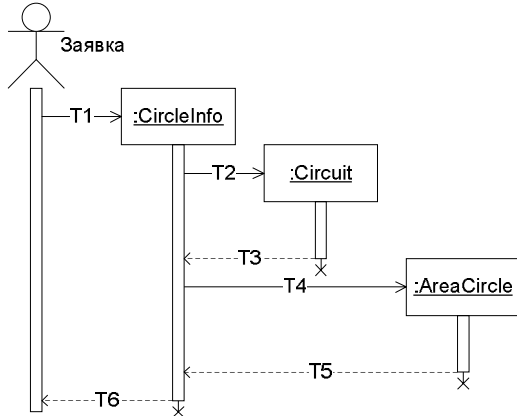 Заявка
T1
:CircleInfo
T2
:Circuit
T3
T4
:AreaCircle
T5
T6